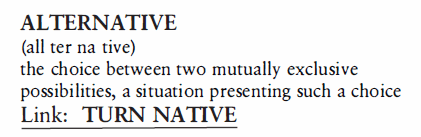 ALTERNATIVE
(all ter na tive)
the choice between two mutually exclusive
possibilities, a situation presenting such a choice
Link: TURN NATIVE